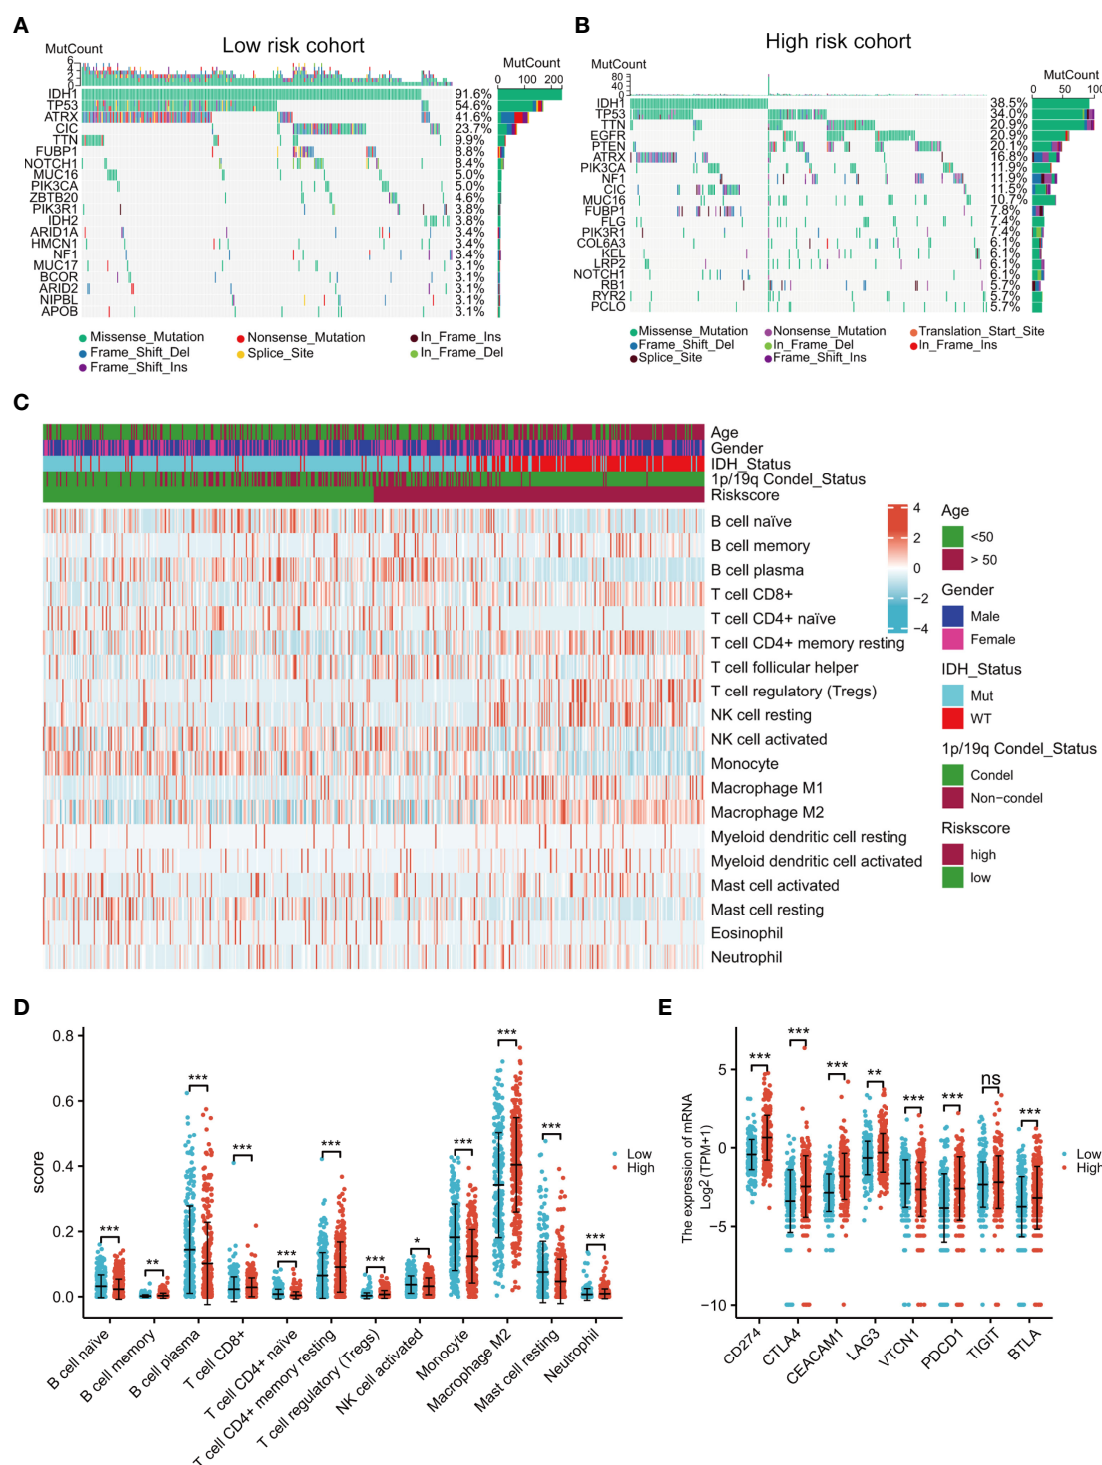 A
Low risk cohort
MutCount
6
4
2
0
MutCount
0 100 200
IDH1 91.6%
TP53 54.6%
ATRX 41.6%
CIC 23.7%
TTN 9.9%
FUBP1 8.8%
NOTCH1 8.4%
MUC16 5.0%
PIK3CA 5.0%
ZBTB20 4.6%
PIK3R1 3.8%
IDH2 3.8%
ARID1A 3.4%
HMCN1 3.4%
NF1 3.4%
MUC17 3.1%
BCOR 3.1%
ARID2 3.1%
NIPBL 3.1%
APOB 3.1%
Missense_Mutation Nonsense_Mutation In_Frame_Ins
Frame_Shift_Del Splice_Site In_Frame_Del
Frame_Shift_Ins
B
High risk cohort
MutCount
80
60
40
0
MutCount
0 50 100
IDH1 38.5%
TP53 34.0%
TTN 20.9%
EGFR 20.9%
PTEN 20.1%
ATRX 16.8%
PIK3CA 11.9%
NF1 11.9%
CIC 11.5%
MUC16 10.7%
FUBP1 7.8%
FLG 7.4%
PIK3R1 7.4%
COL6A3 6.1%
KEL 6.1%
LRP2 6.1%
NOTCH1 6.1%
RB1 5.7%
RYR2 5.7%
PCLO 5.7%
Missense_Mutation Nonsense_Mutation Translation_Start_Site
Frame_Shift_Del In_Frame_Del In_Frame_Ins
Splice_Site Frame_Shift_Ins
C
Age
Gender
IDH_Status
1p/19q Condel_Status
Riskscore
B cell naïve
B cell memory
B cell plasma
T cell CD8+
T cell CD4+ naïve
T cell CD4+ memory resting
T cell follicular helper
T cell regulatory (Tregs)
NK cell resting
NK cell activated
Monocyte
Macrophage M1
Macrophage M2
Myeloid dendritic cell resting
Myeloid dendritic cell activated
Mast cell activated
Mast cell resting
Eosinophil
Neutrophil
4
2
0
−2
−4
Age
<50
> 50
Gender
Male
Female
IDH_Status
Mut
WT
1p/19q Condel_Status
Condel
Non−condel
Riskscore
high
low
D
score
0.8
0.6
0.4
0.2
0.0
*** ** *** *** *** *** *** * *** *** *** ***
B cell naïve
B cell memory
B cell plasma
T cell CD8+
T cell CD4+ naïve
T cell CD4+ memory resting
T cell regulatory (Tregs)
NK cell activated
Monocyte
Macrophage M2
Mast cell resting
Neutrophil
Low
High
E
The expression of mRNA
Log2 (TPM+1)
5
0
−5
−10
*** *** *** ** *** *** ns ***
CD274
CTLA4
CEACAM1
LAG3
VTCN1
PDCD1
TIGIT
BTLA
Low
High